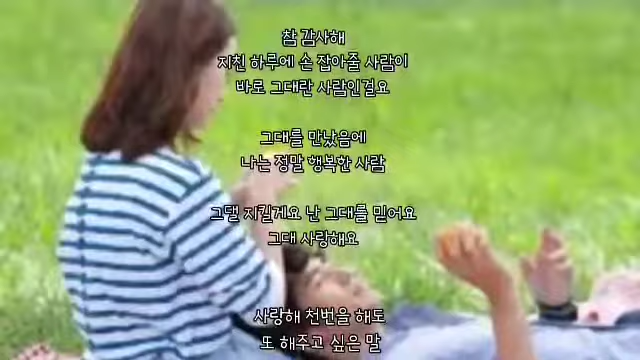 참 감사해
지친 하루에 손 잡아줄 사람이
바로 그대란 사람인걸요
그대를 만났음에
나는 정말 행복한 사람
그댈 지킬게요 난 그대를 믿어요
그대 사랑해요
사랑해 천번을 해도
또 해주고 싶은 말